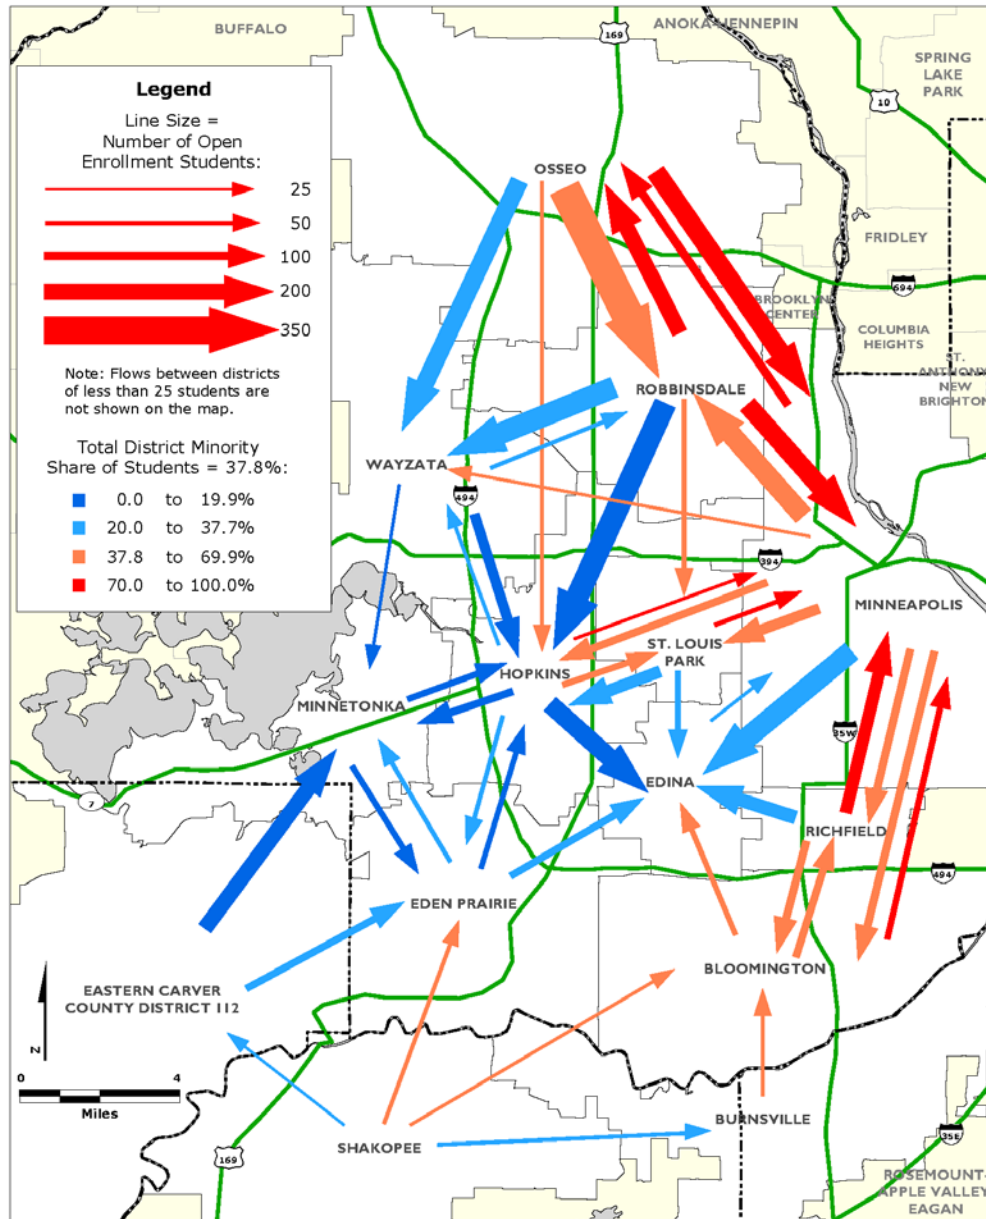 BUFFALO
ANOKA-HENNEPIN
169
SPRING
LAKE
PARK
10
Legend
Line Size =
Number of Open
Enrollment Students:
25
50
100
200
350
Note: Flows between districts
of less than 25 students are
not shown on the map.
Total District Minority
Share of Students = 37.8%:
0.0 to 19.9%
20.0 to 37.7%
37.8 to 69.9%
70.0 to 100.0%
OSSEO
FRIDLEY
694
BROOKLYN
CENTER
COLUMBIA
HEIGHTS
ST.
ANTHONY-
NEW
BRIGHTON
ROBBINSDALE
WAYZATA
494
394
MINNEAPOLIS
ST. LOUIS
PARK
HOPKINS
MINNETONKA
35W
EDINA
7
RICHFIELD
494
EDEN PRAIRIE
BLOOMINGTON
EASTERN CARVER
COUNTY DISTRICT 112
N
0 4
Miles
BURNSVILLE
SHAKOPEE
35E
169
ROSEMOUNT-
APPLE VALLEY-
EAGAN